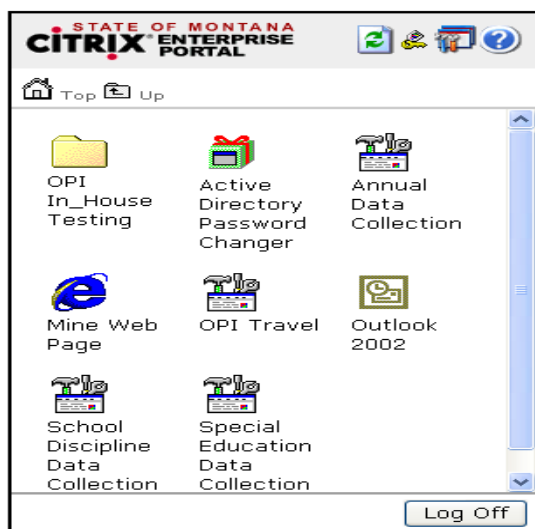 STATE OF MONTANA
CITRIX® ENTERPRISE
PORTAL
Top Up
OPI
In_House
Testing
Active
Directory
Password
Changer
Annual
Data
Collection
Mine Web
Page
OPI Travel
Outlook
2002
School
Discipline
Data
Collection
Special
Education
Data
Collection
Log Off